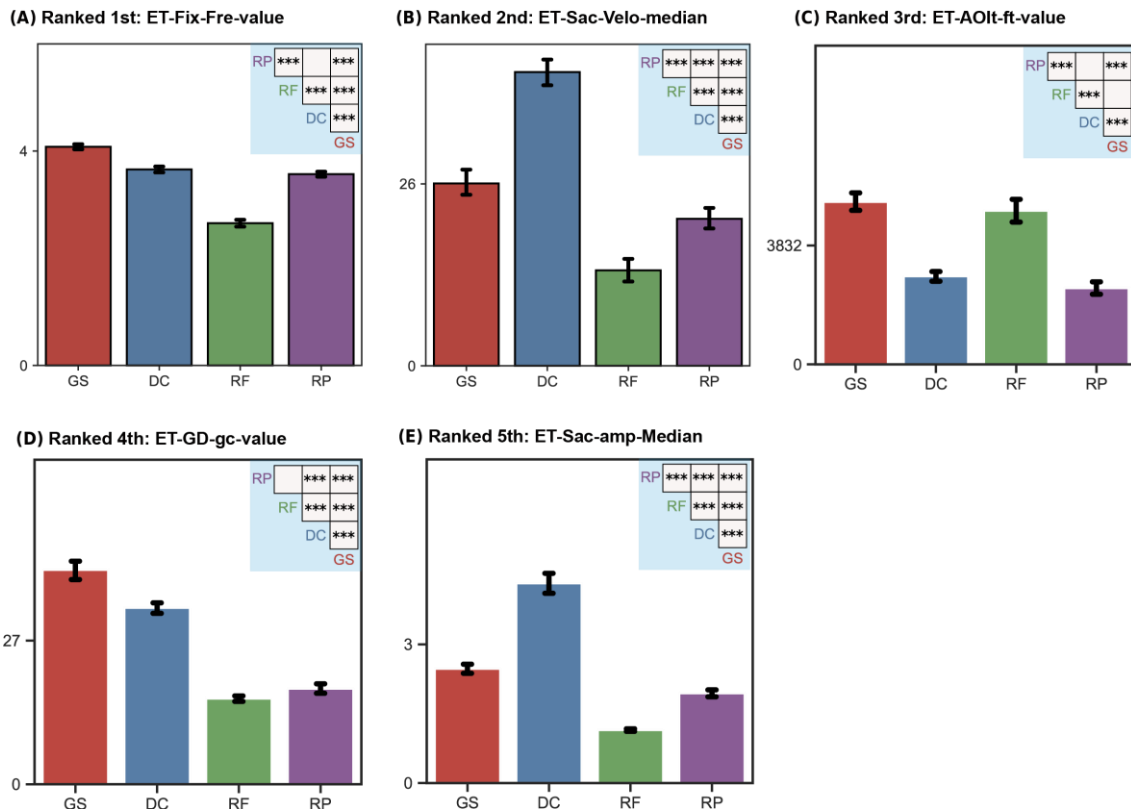 (A) Ranked 1st: ET-Fix-Fre-value
RP *** ***
RF *** ***
DC ***
GS
4
0
GS DC RF RP
(B) Ranked 2nd: ET-Sac-Velo-median
RP *** *** ***
RF *** ***
DC ***
GS
26
0
GS DC RF RP
(C) Ranked 3rd: ET-AOIt-ft-value
RP *** ***
RF ***
DC ***
GS
3832
0
GS DC RF RP
(D) Ranked 4th: ET-GD-gc-value
RP *** ***
RF *** ***
DC ***
GS
27
0
GS DC RF RP
(E) Ranked 5th: ET-Sac-amp-Median
RP *** *** ***
RF *** ***
DC ***
GS
3
0
GS DC RF RP